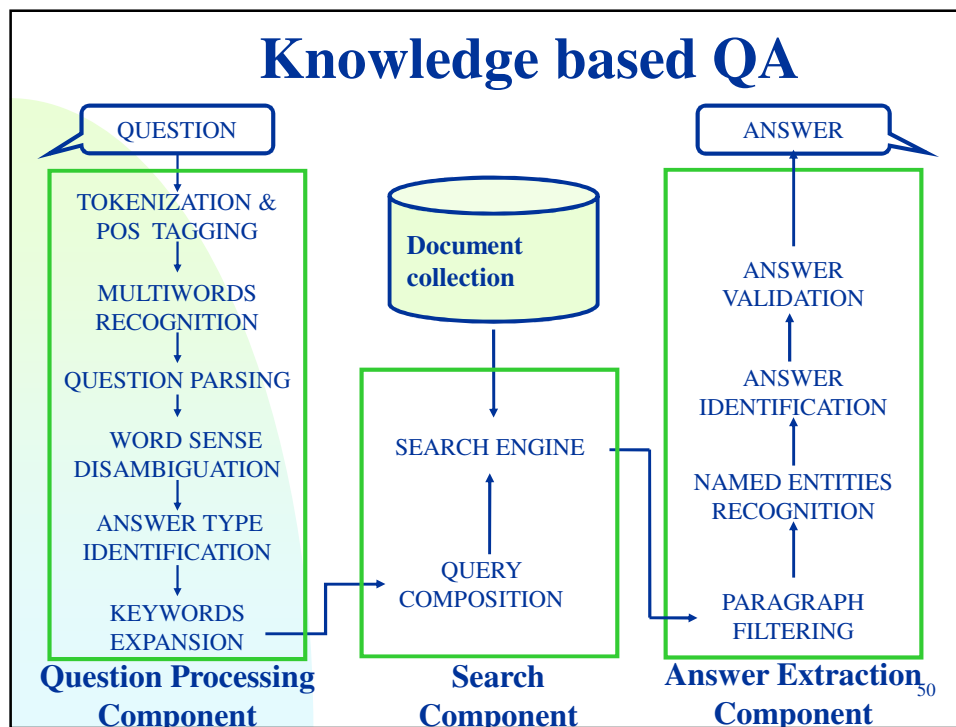 Knowledge based QA
QUESTION
TOKENIZATION &
POS TAGGING
MULTIWORDS
RECOGNITION
QUESTION PARSING
WORD SENSE
DISAMBIGUATION
ANSWER TYPE
IDENTIFICATION
KEYWORDS
EXPANSION
Question Processing
Component
Document
collection
SEARCH ENGINE
QUERY
COMPOSITION
Search
Component
ANSWER
ANSWER
VALIDATION
ANSWER
IDENTIFICATION
NAMED ENTITIES
RECOGNITION
PARAGRAPH
FILTERING
Answer Extraction
Component
50